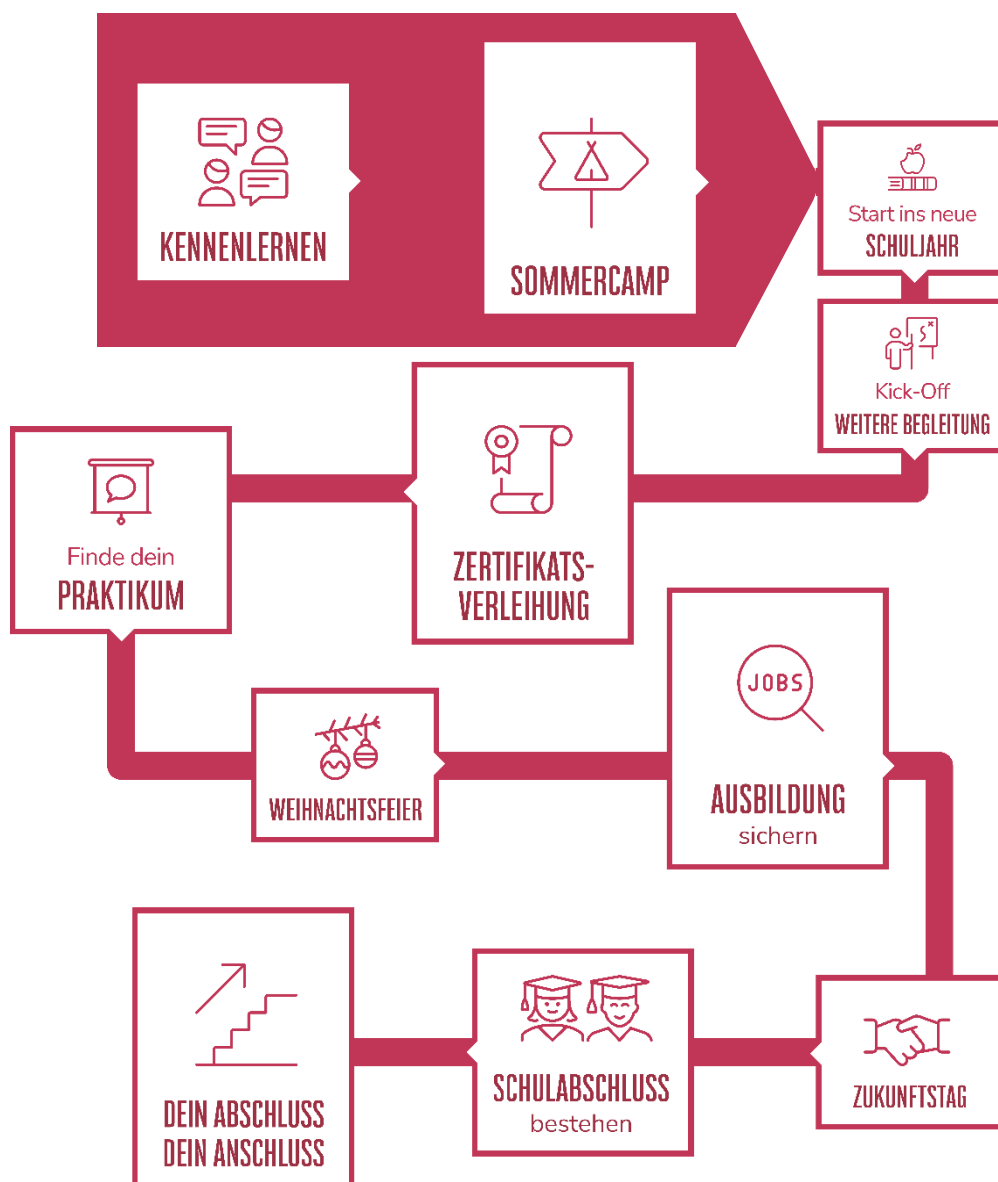 KENNENLERNEN
SOMMERCAMP
Start ins neue
SCHULJAHR
Kick-Off
WEITERE BEGLEITUNG
ZERTIFIKATS-
VERLEIHUNG
Finde dein
PRAKTIKUM
WEIHNACHTSFEIER
JOBS
AUSBILDUNG
sichern
ZUKUNFTSTAG
SCHULABSCHLUSS
bestehen
DEIN ABSCHLUSS
DEIN ANSCHLUSS